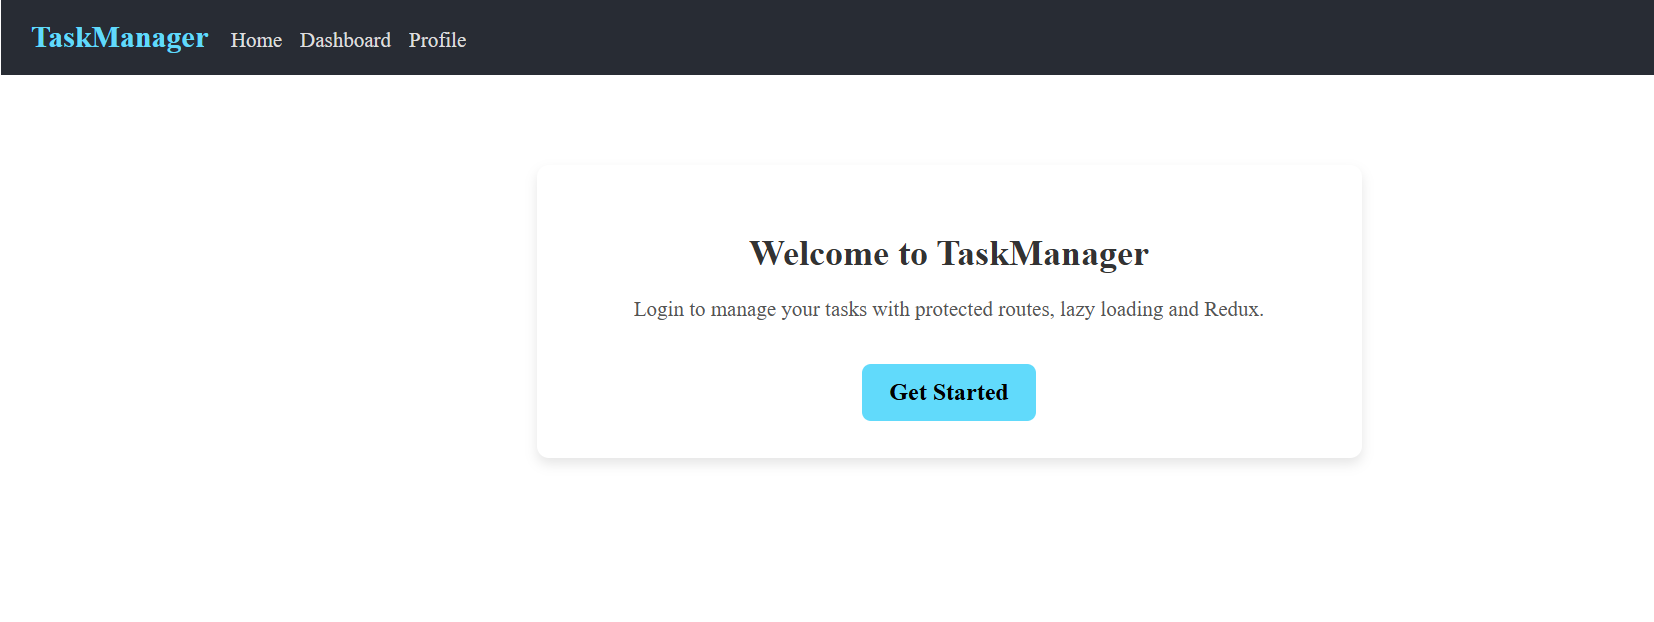 TaskManager Home Dashboard Profile
Welcome to TaskManager
Login to manage your tasks with protected routes, lazy loading and Redux.
Get Started